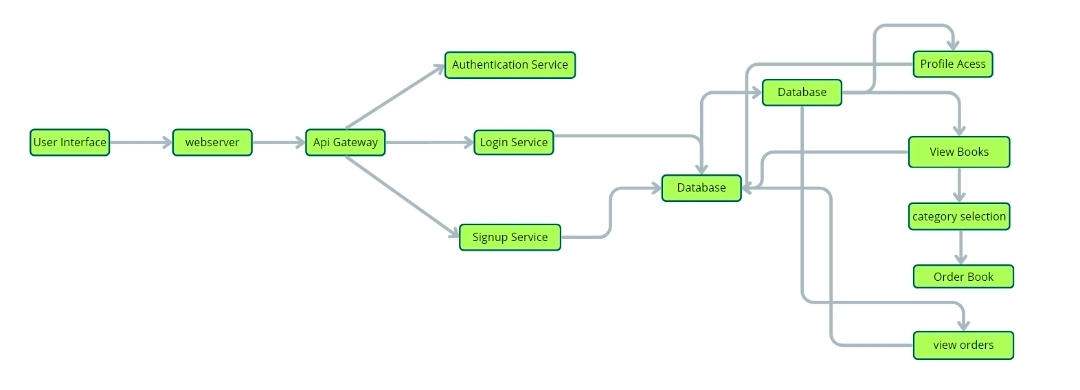 User Interface
webserver
Api Gateway
Authentication Service
Login Service
Signup Service
Database
Database
Profile Acess
View Books
category selection
Order Book
view orders